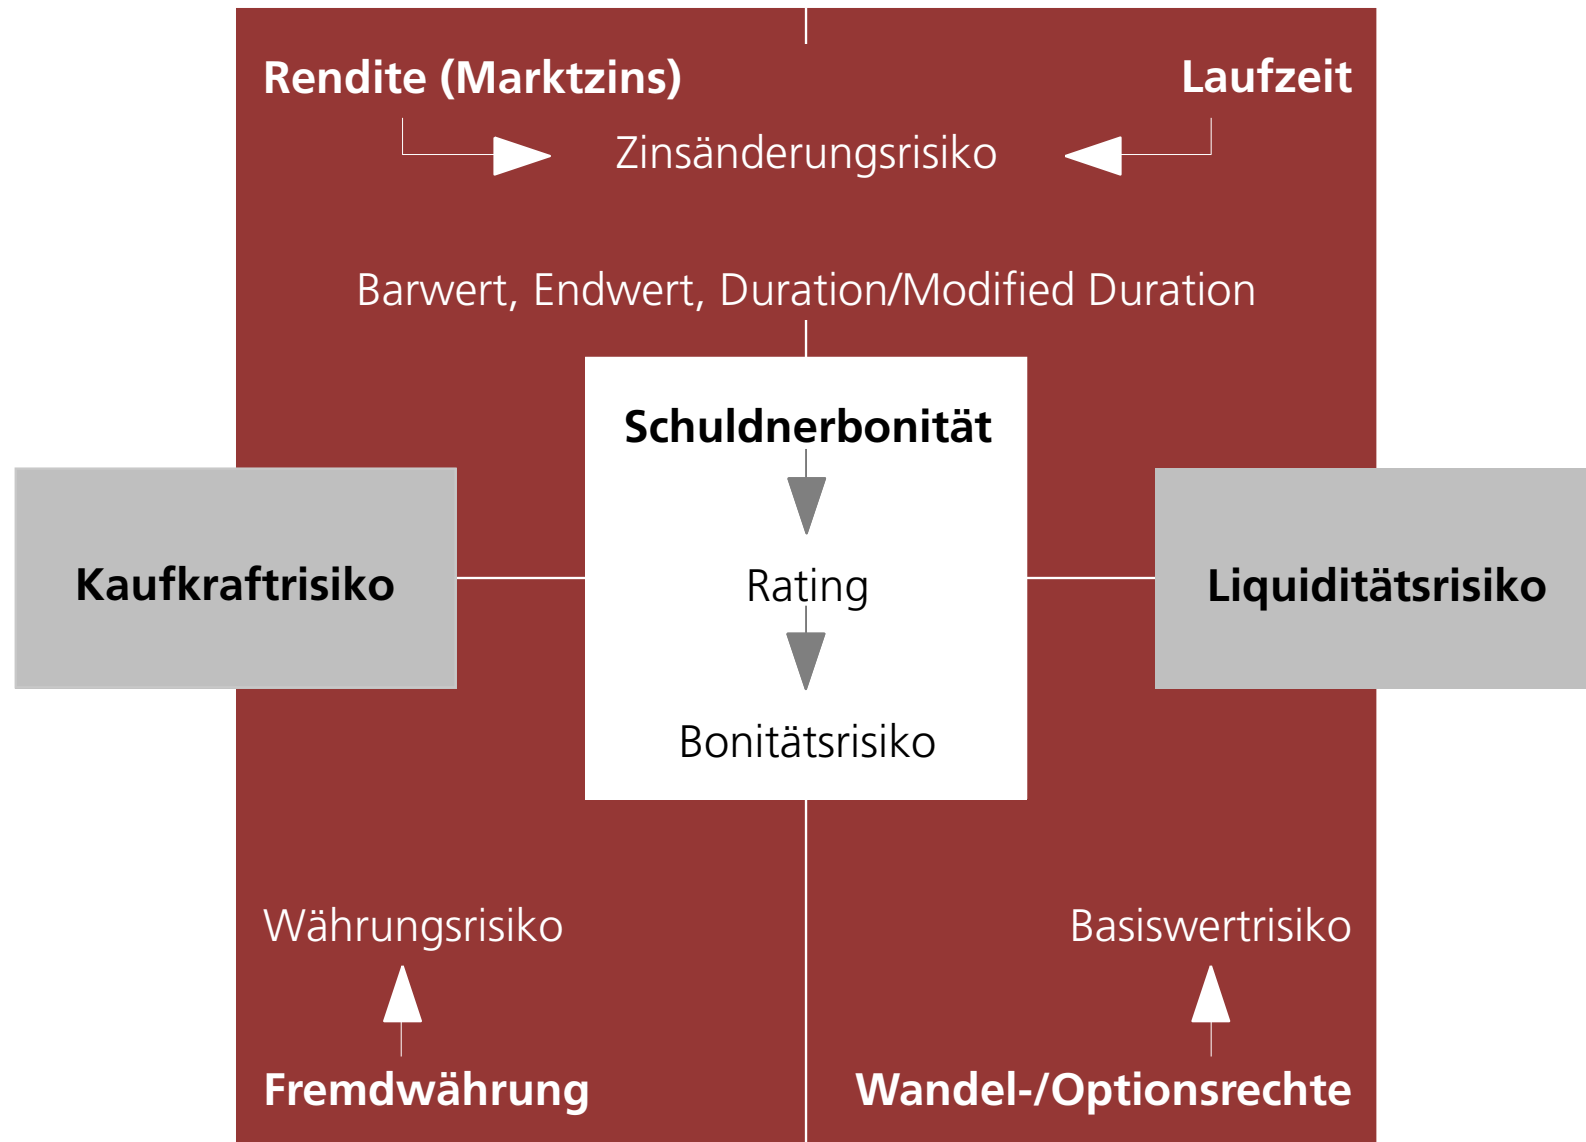 Rendite (Marktzins)
Laufzeit
Zinsänderungsrisiko
Barwert, Endwert, Duration/Modified Duration
Schuldnerbonität
Kaufkraftrisiko
Rating
Liquiditätsrisiko
Bonitätsrisiko
Währungsrisiko
Basiswertrisiko
Fremdwährung
Wandel-/Optionsrechte